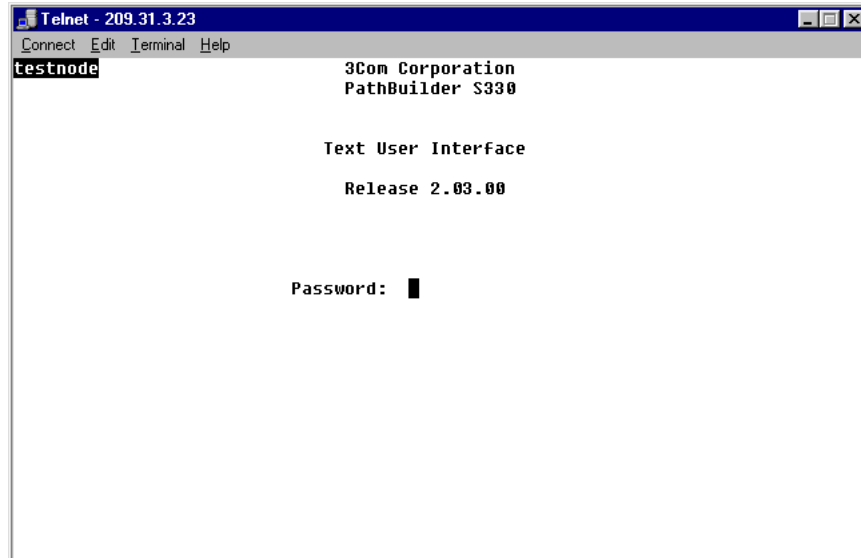 Telnet - 209.31.3.23
Connect Edit Terminal Help
testnode 3Com Corporation
PathBuilder S330
Text User Interface
Release 2.03.00
Password: